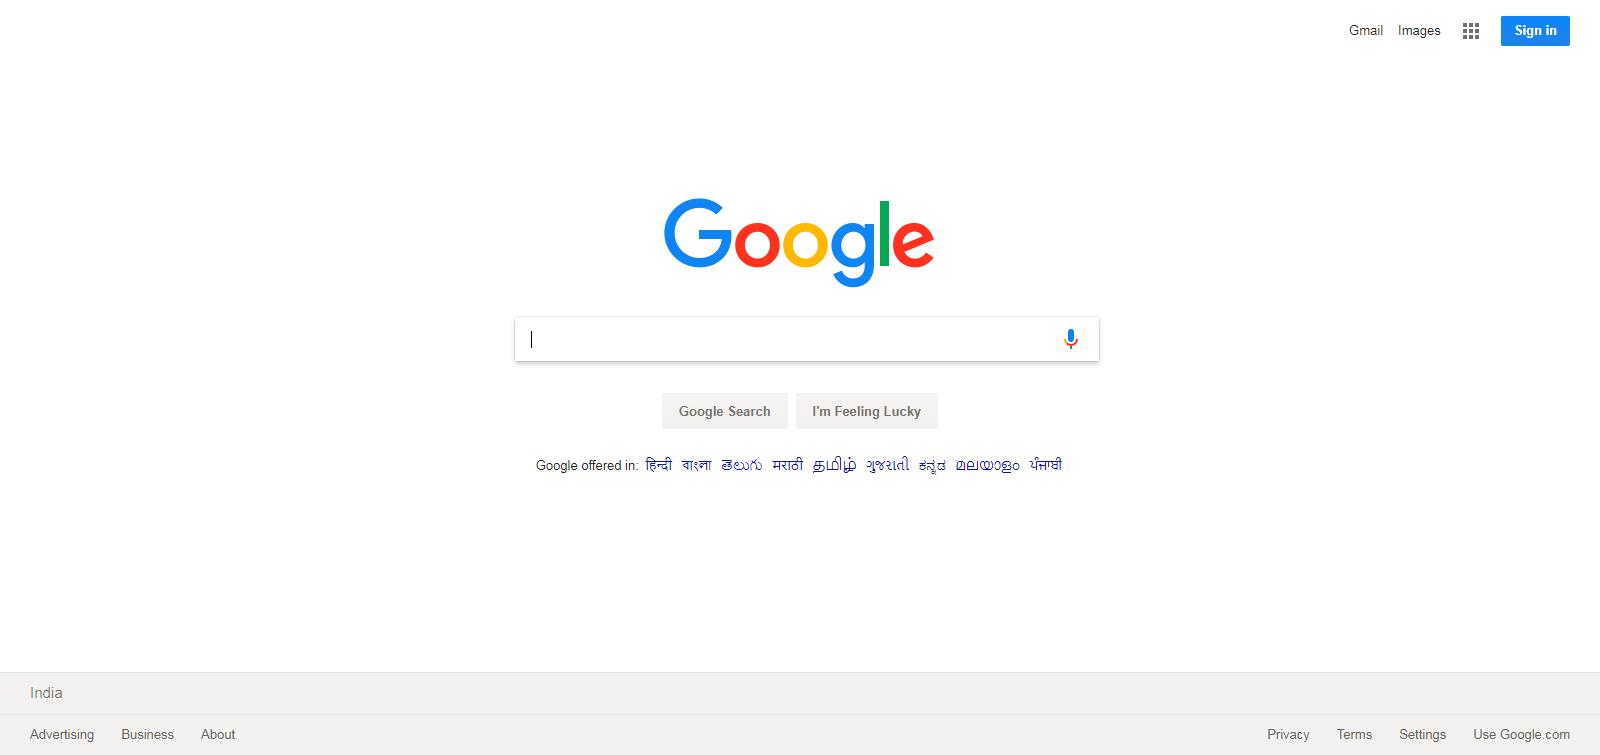 Gmail Images Sign in
Google
Google Search I'm Feeling Lucky
Google offered in: हिन्दी বাংলা తెలుగు मराठी தமிழ் ગુજરાતી ಕನ್ನಡ മലയാളം ਪੰਜਾਬੀ
India
Advertising Business About Privacy Terms Settings Use Google.com